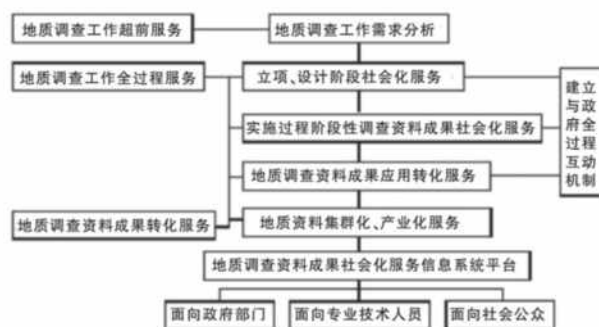 地质调查工作超前服务
地质调查工作需求分析
地质调查工作全过程服务
立项、设计阶段社会化服务
实施过程阶段性调查资料成果社会化服务
地质调查资料成果应用转化服务
建立
与政
府全
过程
互动
机制
地质调查资料成果转化服务
地质资料集群化、产业化服务
地质调查资料成果社会化服务信息系统平台
面向政府部门
面向专业技术人员
面向社会公众